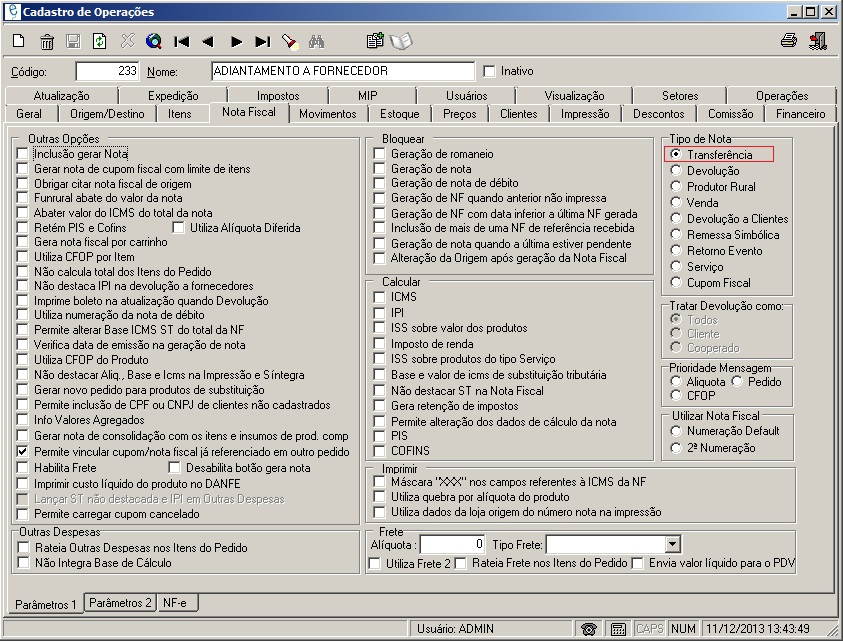 Cadastro de Operações
Código: 233 Nome: ADIANTAMENTO A FORNECEDOR Inativo
Atualização Expedição Impostos MIP Usuários Visualização Setores Operações
Geral Origem/Destino Itens Nota Fiscal Movimentos Estoque Preços Clientes Impressão Descontos Comissão Financeiro
Outras Opções
Inclusão gerar Nota
Gerar nota de cupom fiscal com limite de itens
Obrigar citar nota fiscal de origem
Funrural abate do valor da nota
Abater valor do ICMS do total da nota
Retém PIS e Cofins Utiliza Alíquota Diferida
Gera nota fiscal por carrinho
Utiliza CFOP por Item
Não calcula total dos Itens do Pedido
Não destaca IPI na devolução a fornecedores
Imprime boleto na atualização quando Devolução
Utiliza numeração da nota de débito
Permite alterar Base ICMS ST do total da NF
Verifica data de emissão na geração de nota
Utiliza CFOP do Produto
Não destacar Aliq., Base e Icms na Impressão e Síntegra
Gerar novo pedido para produtos de substituição
Permite inclusão de CPF ou CNPJ de clientes não cadastrados
Info Valores Agregados
Gerar nota de consolidação com os itens e insumos de prod. comp
Permite vincular cupom/nota fiscal já referenciado em outro pedido
Habilita Frete Desabilita botão gera nota
Imprimir custo líquido do produto no DANFE
Lançar ST não destacada e IPI em Outras Despesas
Permite carregar cupom cancelado
Outras Despesas
Rateia Outras Despesas nos Itens do Pedido
Não Integra Base de Cálculo
Bloquear
Geração de romaneio
Geração de nota
Geração de nota de débito
Geração de NF quando anterior não impressa
Geração de NF com data inferior a última NF gerada
Inclusão de mais de uma NF de referência recebida
Geração de nota quando a última estiver pendente
Alteração da Origem após geração da Nota Fiscal
Calcular
ICMS
IPI
ISS sobre valor dos produtos
Imposto de renda
ISS sobre produtos do tipo Serviço
Base e valor de icms de substituição tributária
Não destacar ST na Nota Fiscal
Gera retenção de impostos
Permite alteração dos dados de cálculo da nota
PIS
COFINS
Imprimir
Máscara "XXX" nos campos referentes à ICMS da NF
Utiliza quebra por alíquota do produto
Utiliza dados da loja origem do número nota na impressão
Frete
Alíquota : 0 Tipo Frete:
Utiliza Frete 2 Rateia Frete nos Itens do Pedido Envia valor líquido para o PDV
Tipo de Nota
Transferência
Devolução
Produtor Rural
Venda
Devolução a Clientes
Remessa Simbólica
Retorno Evento
Serviço
Cupom Fiscal
Tratar Devolução como:
Todos
Cliente
Cooperado
Prioridade Mensagem
Aliquota Pedido
CFOP
Utilizar Nota Fiscal
Numeração Default
2ª Numeração
Parâmetros 1 Parâmetros 2 NF-e
Usuário: ADMIN CAPS NUM 11/12/2013 13:43:49